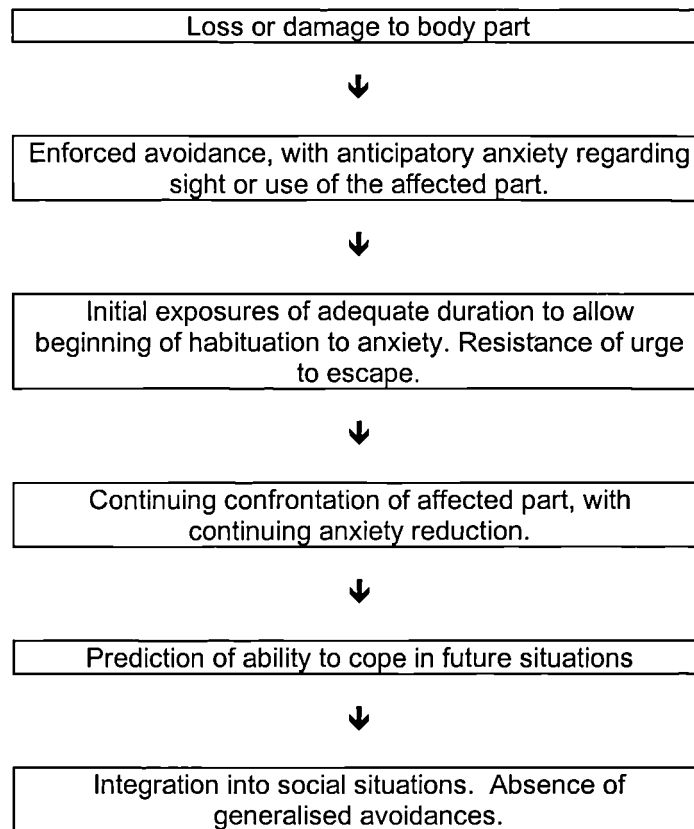 Loss or damage to body part
Enforced avoidance, with anticipatory anxiety regarding
sight or use of the affected part.
Initial exposures of adequate duration to allow
beginning of habituation to anxiety. Resistance of urge
to escape.
Continuing confrontation of affected part, with
continuing anxiety reduction.
Prediction of ability to cope in future situations
Integration into social situations.  Absence of
generalised avoidances.